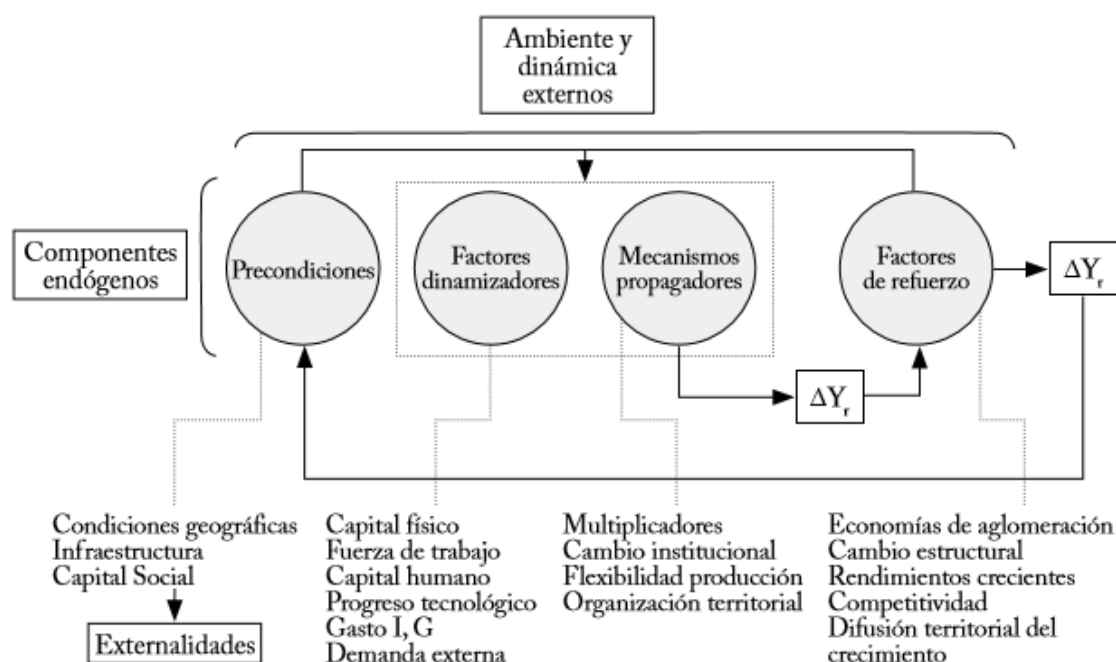 Ambiente y
dinámica
externos
Componentes
endógenos
Precondiciones
Factores
dinamizadores
Mecanismos
propagadores
Factores
de refuerzo
ΔYᵣ
ΔYᵣ
Condiciones geográficas
Infraestructura
Capital Social
Externalidades
Capital físico
Fuerza de trabajo
Capital humano
Progreso tecnológico
Gasto I, G
Demanda externa
Multiplicadores
Cambio institucional
Flexibilidad producción
Organización territorial
Economías de aglomeración
Cambio estructural
Rendimientos crecientes
Competitividad
Difusión territorial del
crecimiento